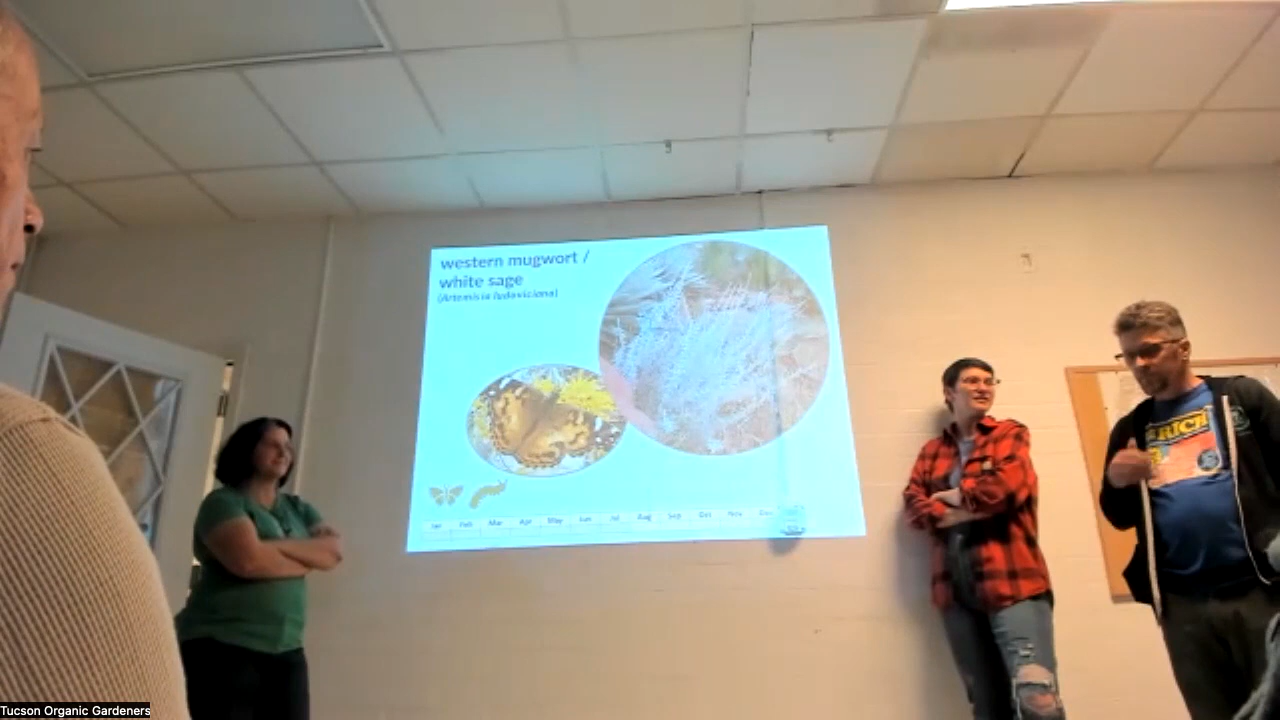 western mugwort /
white sage
(Artemisia ludoviciana)
Jan Feb Mar Apr May Jun Jul Aug Sep Oct Nov Dec
RICH
Tucson Organic Gardeners